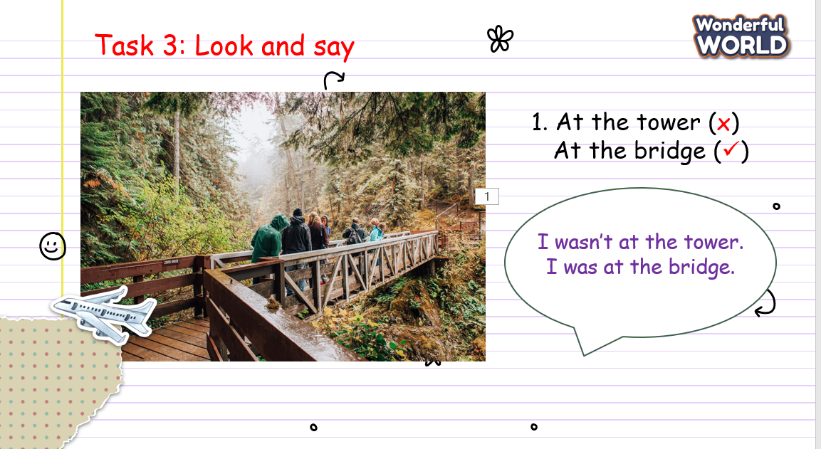 Wonderful
WORLD
Task 3: Look and say
1. At the tower (x)
At the bridge (✓)
1
I wasn't at the tower.
I was at the bridge.